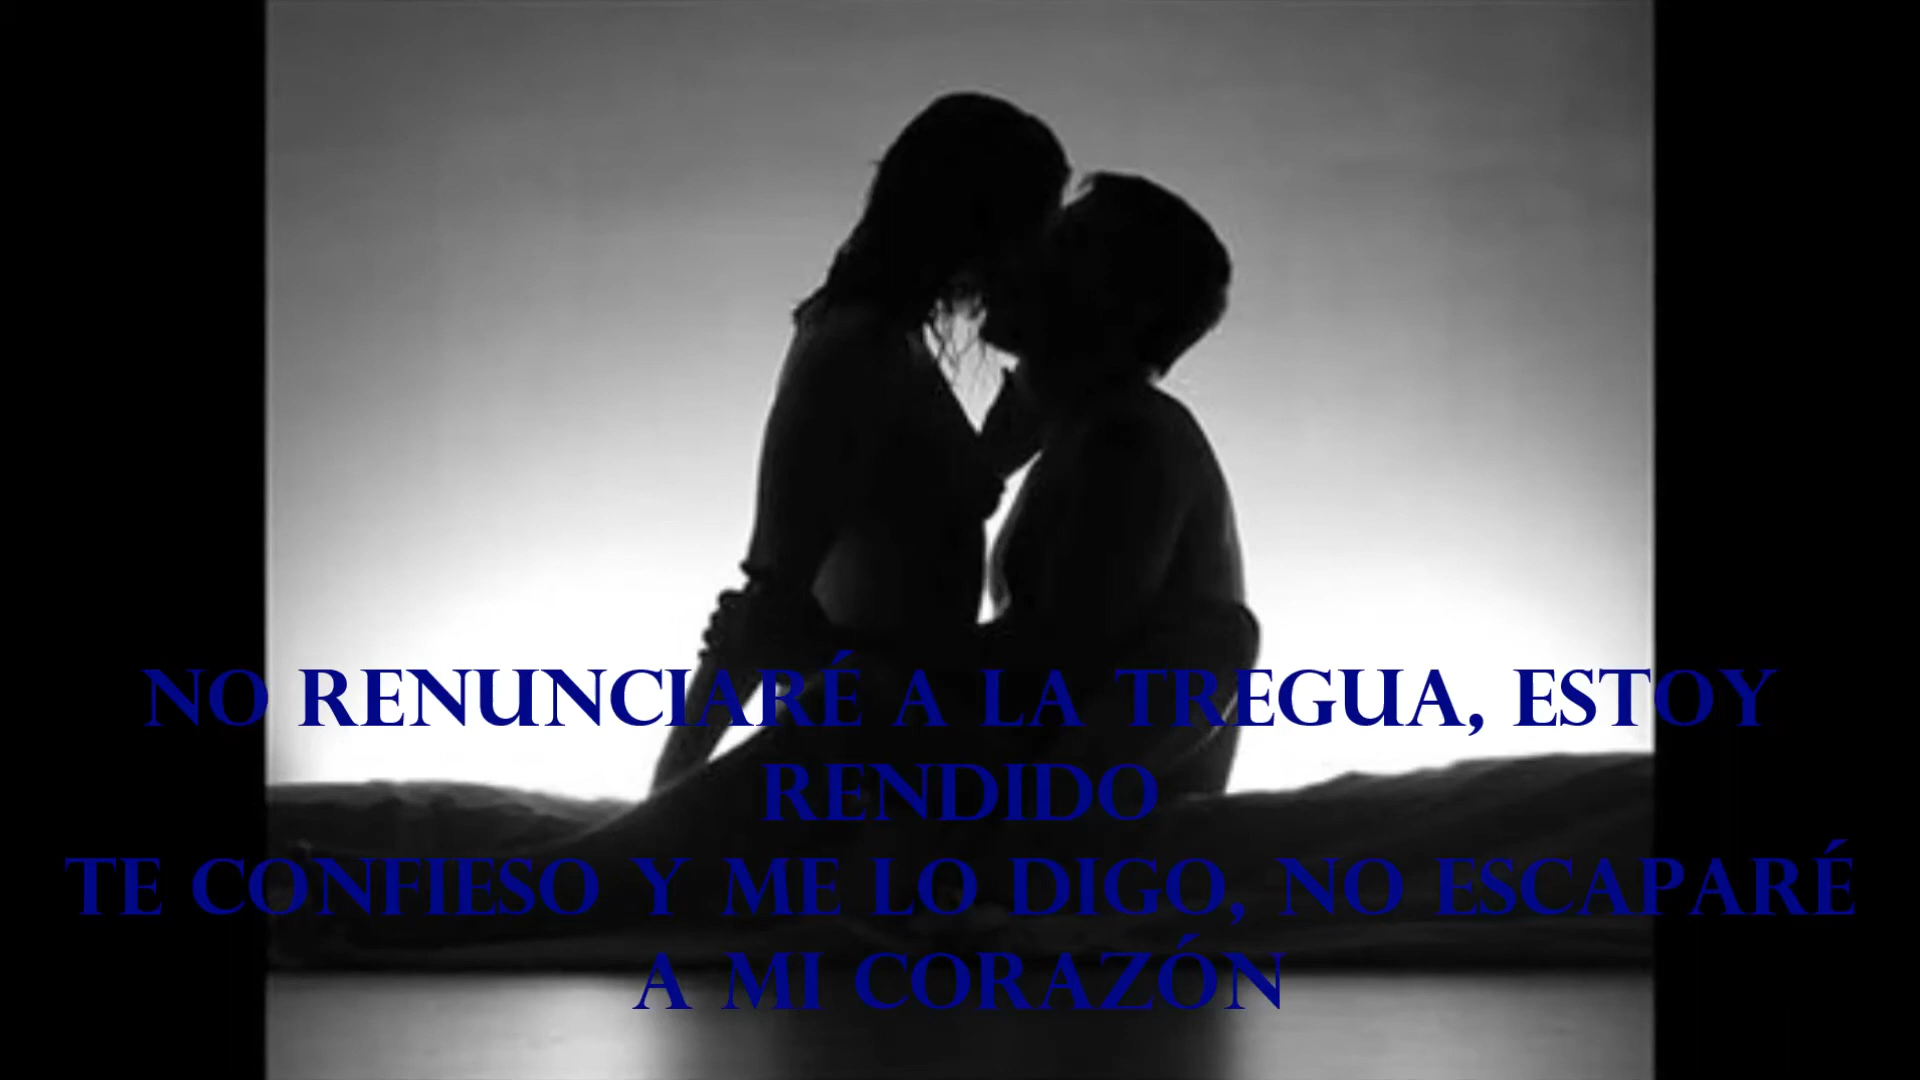 NO RENUNCIARÉ A LA TREGUA, ESTOY
RENDIDO
TE CONFIESO Y ME LO DIGO, NO ESCAPARÉ
A MI CORAZÓN